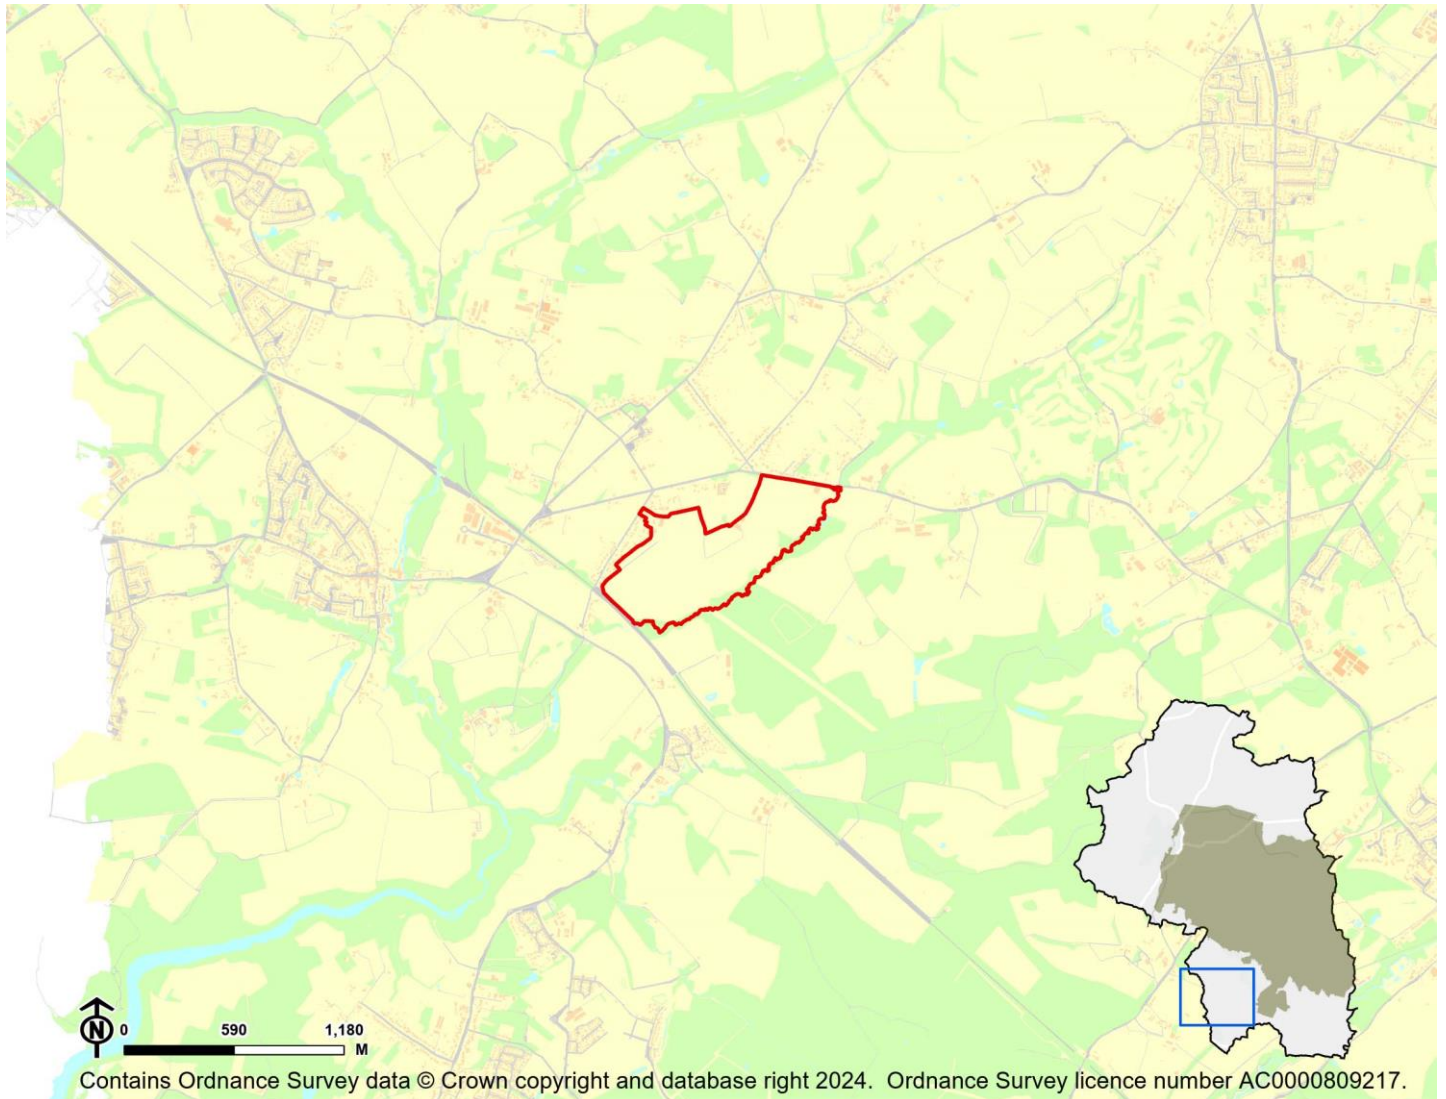 N
0 590 1,180
M
Contains Ordnance Survey data © Crown copyright and database right 2024. Ordnance Survey licence number AC0000809217.